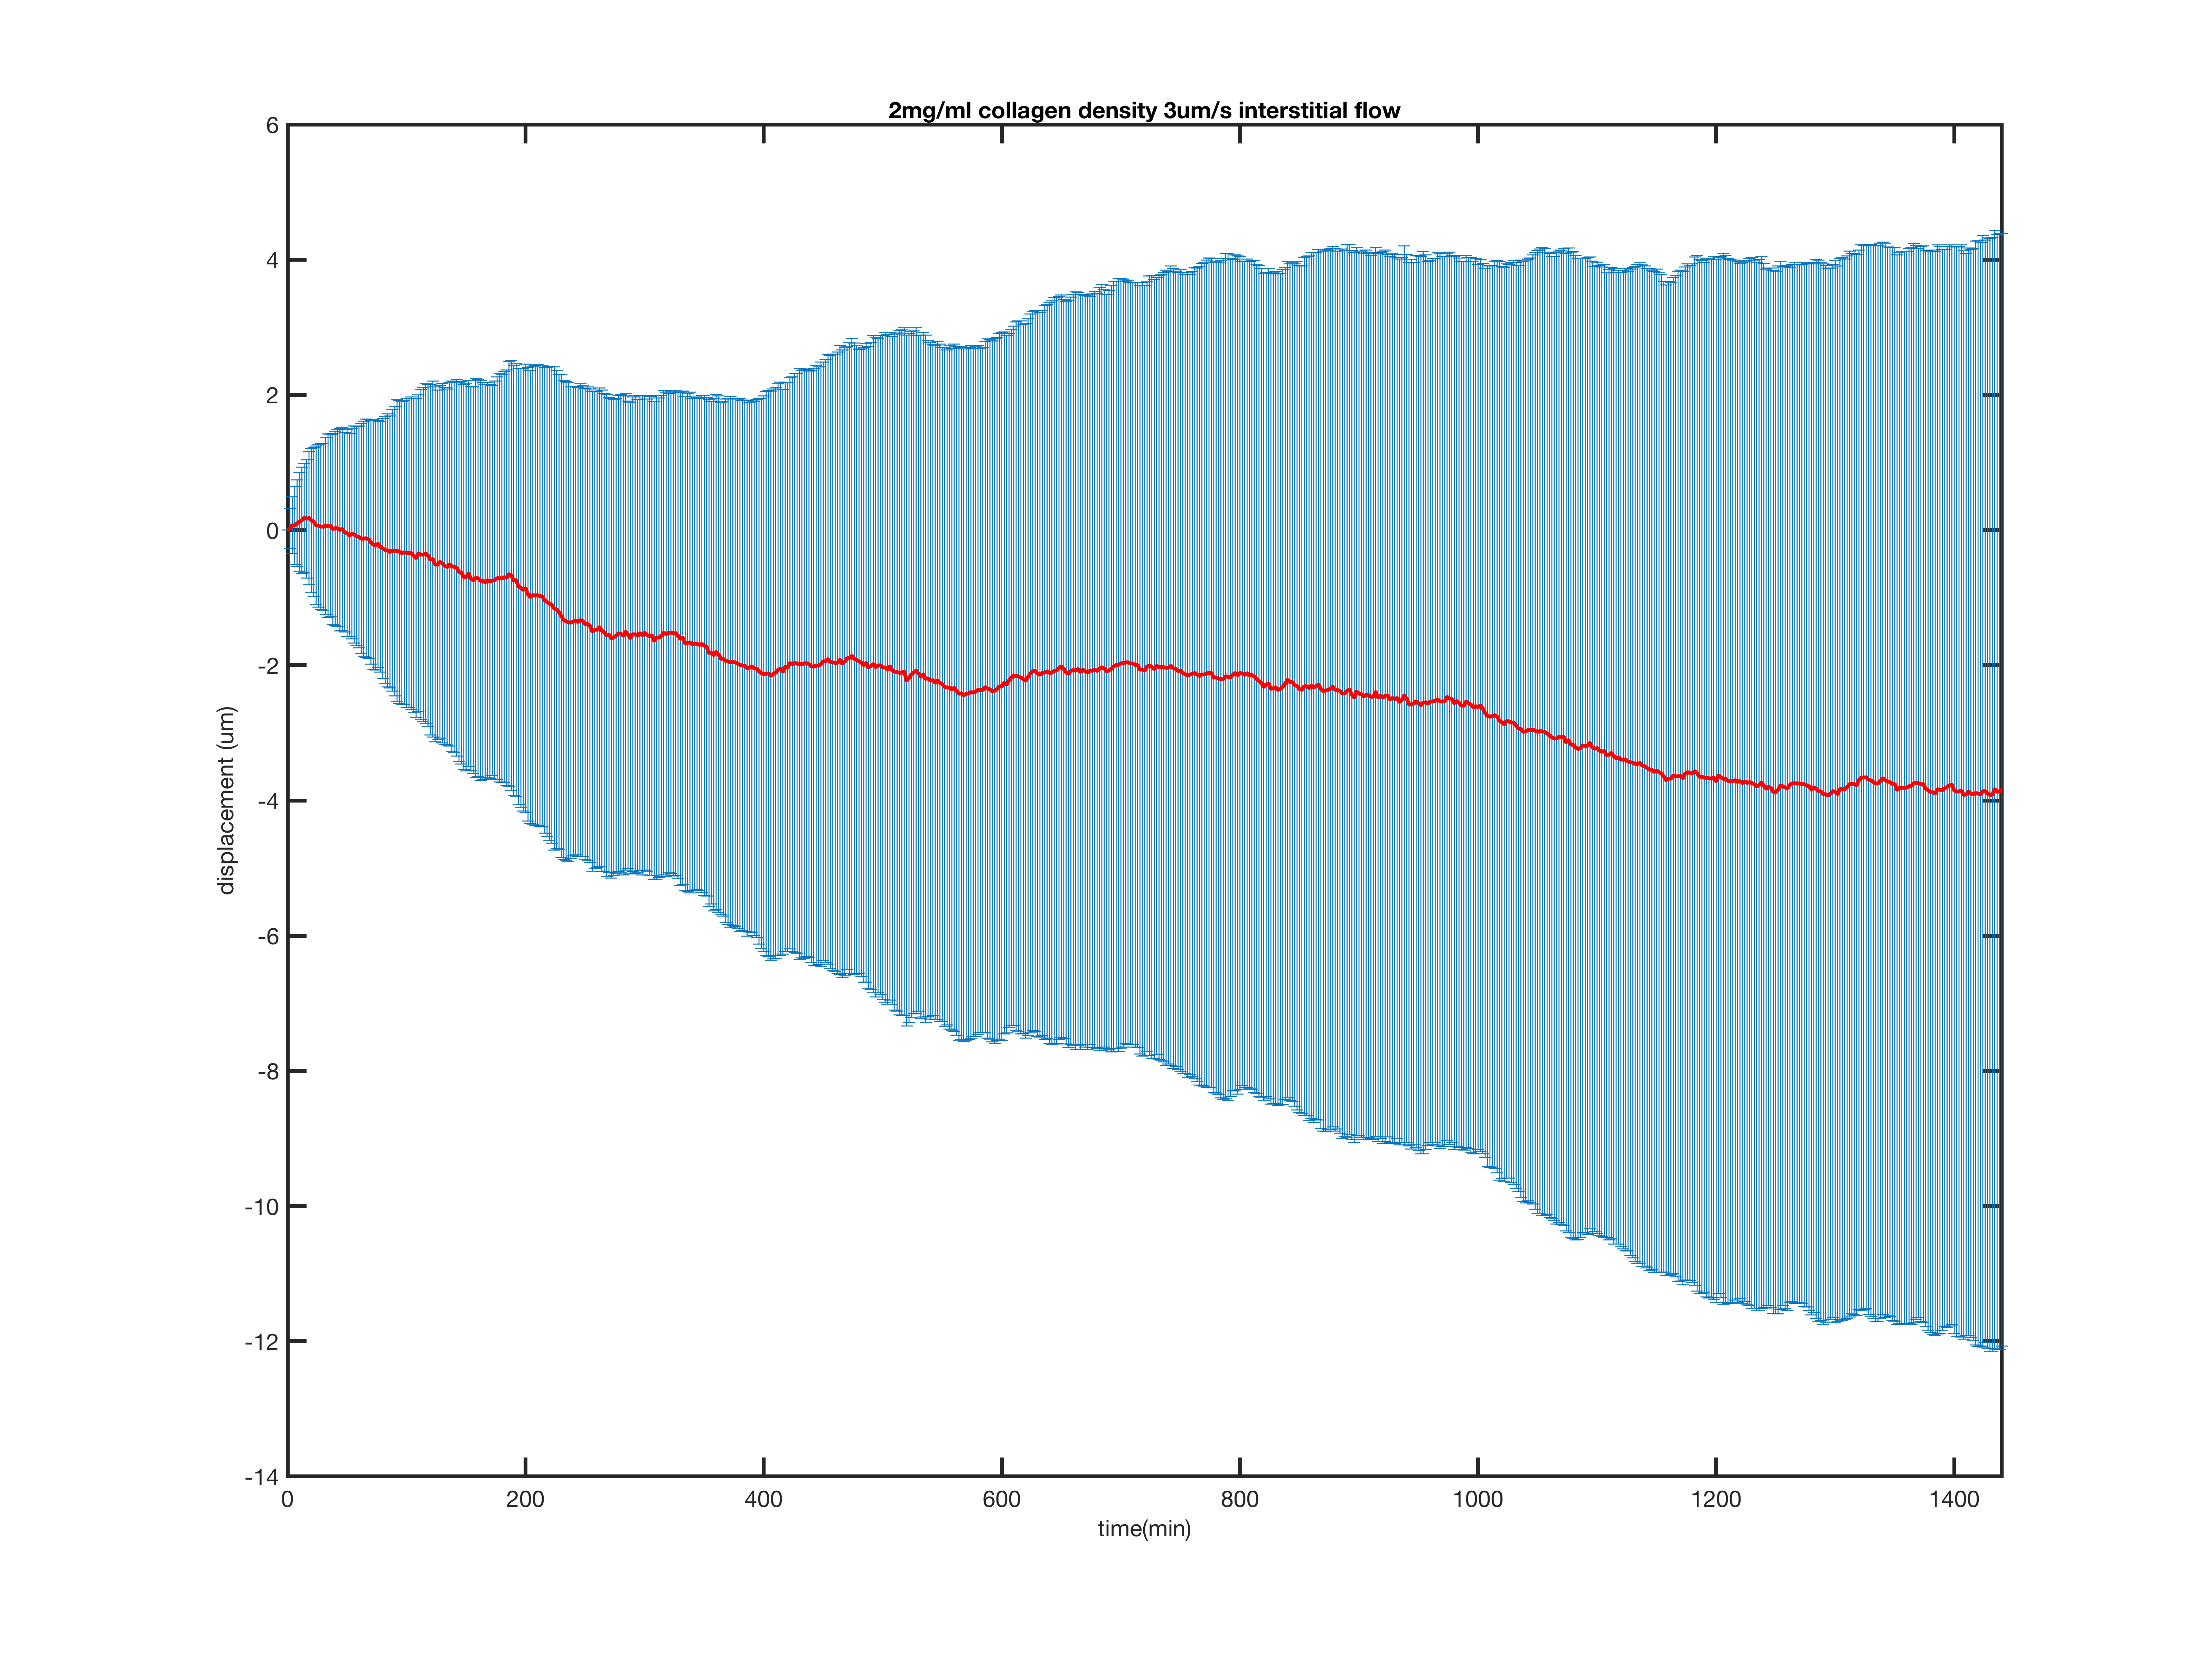 2mg/ml collagen density 3um/s interstitial flow
6
4
2
0
-2
-4
-6
-8
-10
-12
-14
displacement (um)
0 200 400 600 800 1000 1200 1400
time(min)